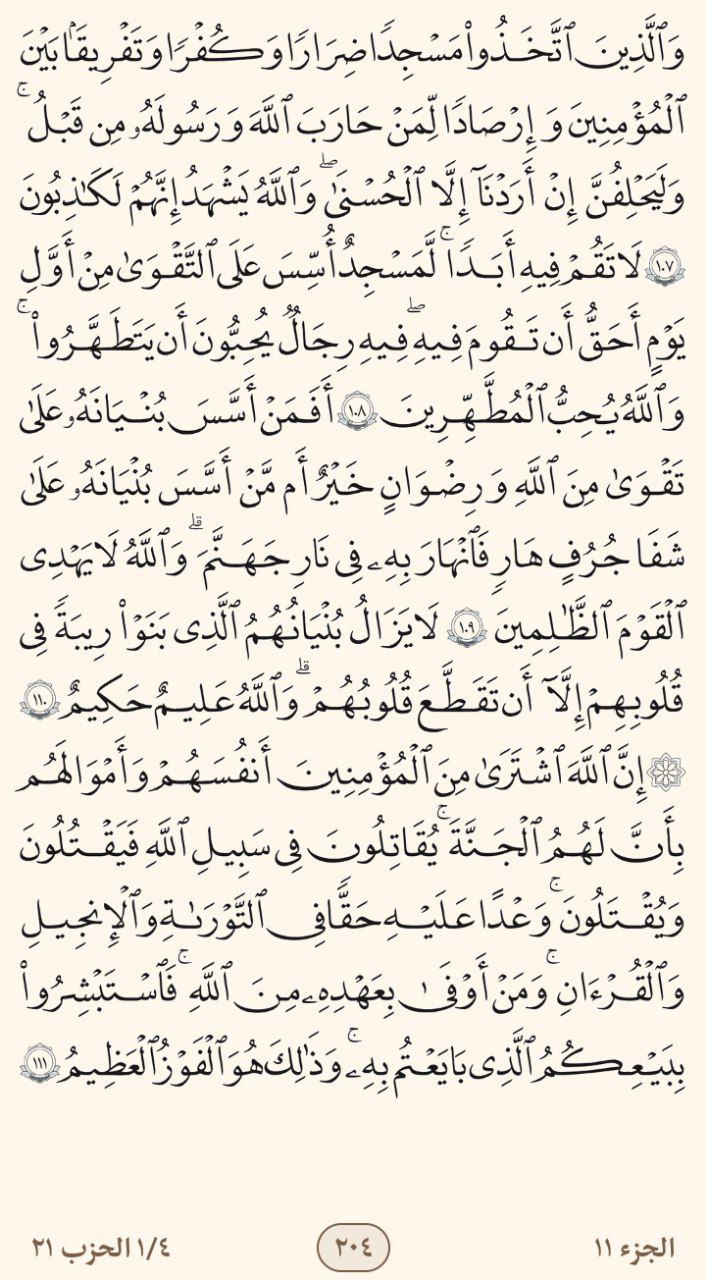 وَٱلَّذِينَ ٱتَّخَذُواْ مَسۡجِدٗا ضِرَارٗا وَكُفۡرٗا وَتَفۡرِيقَۢا بَيۡنَ
ٱلۡمُؤۡمِنِينَ وَإِرۡصَادٗا لِّمَنۡ حَارَبَ ٱللَّهَ وَرَسُولَهُۥ مِن قَبۡلُۚ
وَلَيَحۡلِفُنَّ إِنۡ أَرَدۡنَآ إِلَّا ٱلۡحُسۡنَىٰۖ وَٱللَّهُ يَشۡهَدُ إِنَّهُمۡ لَكَٰذِبُونَ
١٠٧ لَا تَقُمۡ فِيهِ أَبَدٗاۚ لَّمَسۡجِدٌ أُسِّسَ عَلَى ٱلتَّقۡوَىٰ مِنۡ أَوَّلِ
يَوۡمٍ أَحَقُّ أَن تَقُومَ فِيهِۖ فِيهِ رِجَالٞ يُحِبُّونَ أَن يَتَطَهَّرُواْۚ
وَٱللَّهُ يُحِبُّ ٱلۡمُطَّهِّرِينَ ١٠٨ أَفَمَنۡ أَسَّسَ بُنۡيَٰنَهُۥ عَلَىٰ
تَقۡوَىٰ مِنَ ٱللَّهِ وَرِضۡوَٰنٍ خَيۡرٌ أَم مَّنۡ أَسَّسَ بُنۡيَٰنَهُۥ عَلَىٰ
شَفَا جُرُفٍ هَارٖ فَٱنۡهَارَ بِهِۦ فِي نَارِ جَهَنَّمَۗ وَٱللَّهُ لَا يَهۡدِي
ٱلۡقَوۡمَ ٱلظَّٰلِمِينَ ١٠٩ لَا يَزَالُ بُنۡيَٰنُهُمُ ٱلَّذِي بَنَوۡاْ رِيبَةٗ فِي
قُلُوبِهِمۡ إِلَّآ أَن تَقَطَّعَ قُلُوبُهُمۡۗ وَٱللَّهُ عَلِيمٌ حَكِيمٌ ١١٠
۞ إِنَّ ٱللَّهَ ٱشۡتَرَىٰ مِنَ ٱلۡمُؤۡمِنِينَ أَنفُسَهُمۡ وَأَمۡوَٰلَهُم
بِأَنَّ لَهُمُ ٱلۡجَنَّةَۚ يُقَٰتِلُونَ فِي سَبِيلِ ٱللَّهِ فَيَقۡتُلُونَ
وَيُقۡتَلُونَۖ وَعۡدًا عَلَيۡهِ حَقّٗا فِي ٱلتَّوۡرَىٰةِ وَٱلۡإِنجِيلِ
وَٱلۡقُرۡءَانِۚ وَمَنۡ أَوۡفَىٰ بِعَهۡدِهِۦ مِنَ ٱللَّهِۚ فَٱسۡتَبۡشِرُواْ
بِبَيۡعِكُمُ ٱلَّذِي بَايَعۡتُم بِهِۦۚ وَذَٰلِكَ هُوَ ٱلۡفَوۡزُ ٱلۡعَظِيمُ ١١١
الجزء ١١
٢٠٤
١/٤ الحزب ٢١